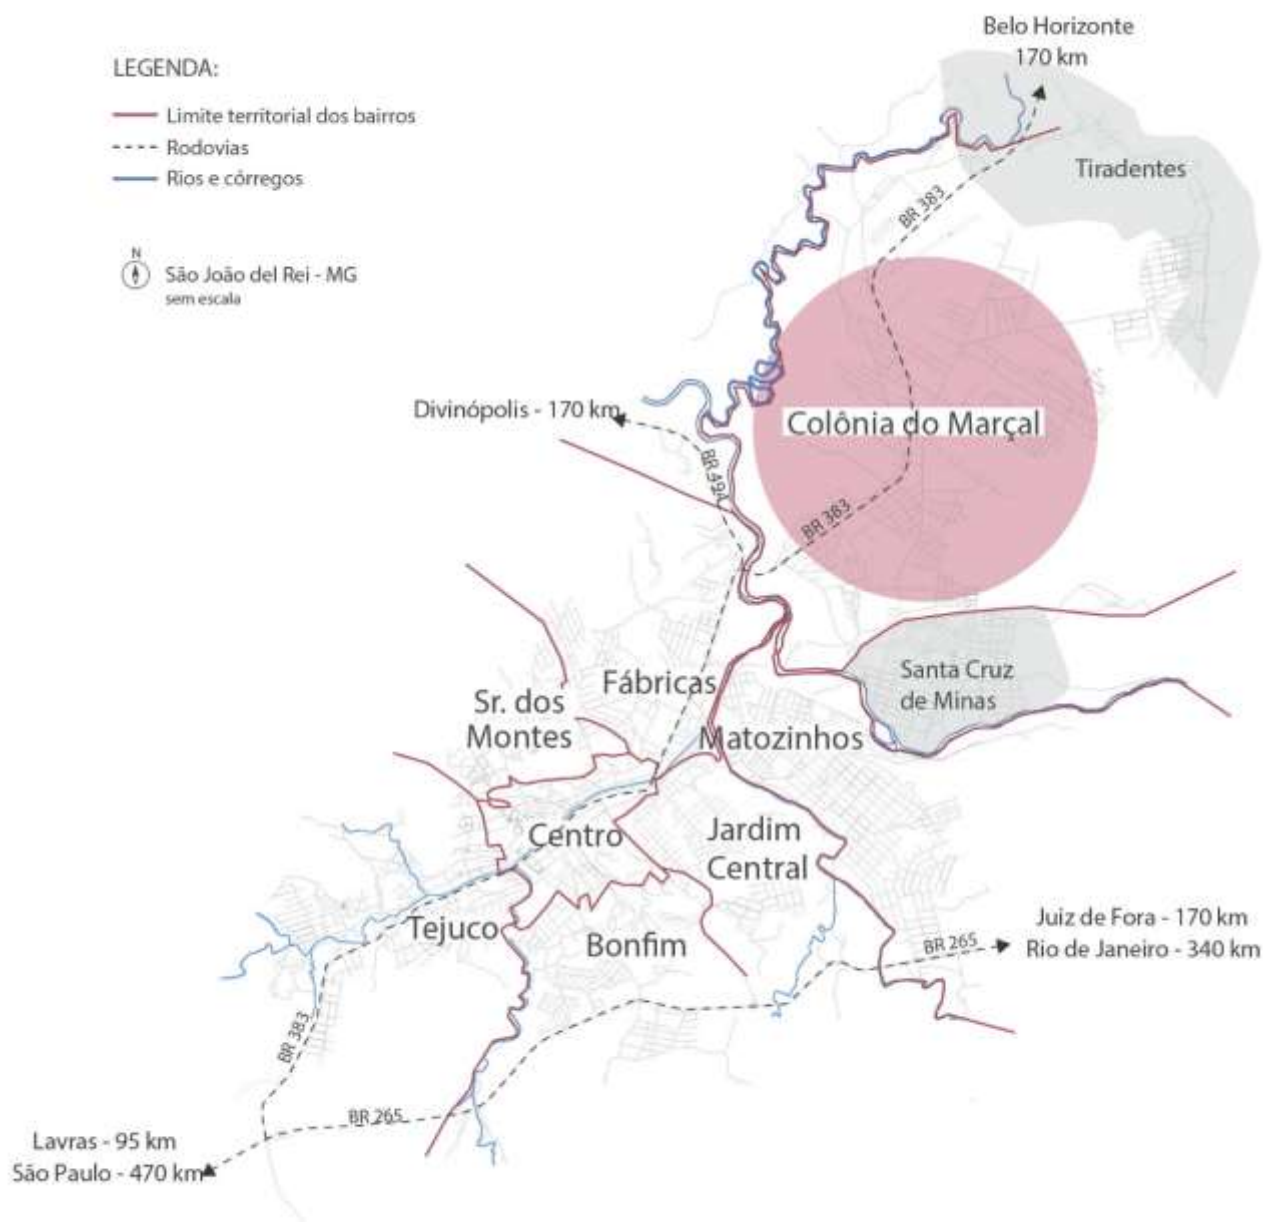 Belo Horizonte
170 km
LEGENDA:
Limite territorial dos bairros
Rodovias
Rios e córregos
N
São João del Rei - MG
sem escala
Tiradentes
BR 383
Divinópolis - 170 km
Colônia do Marçal
BR 494
BR 383
Santa Cruz
de Minas
Fábricas
Sr. dos
Montes
Matozinhos
Centro
Jardim
Central
Tejuco
Bonfim
Juiz de Fora - 170 km
Rio de Janeiro - 340 km
BR 265
BR 383
BR 265
Lavras - 95 km
São Paulo - 470 km